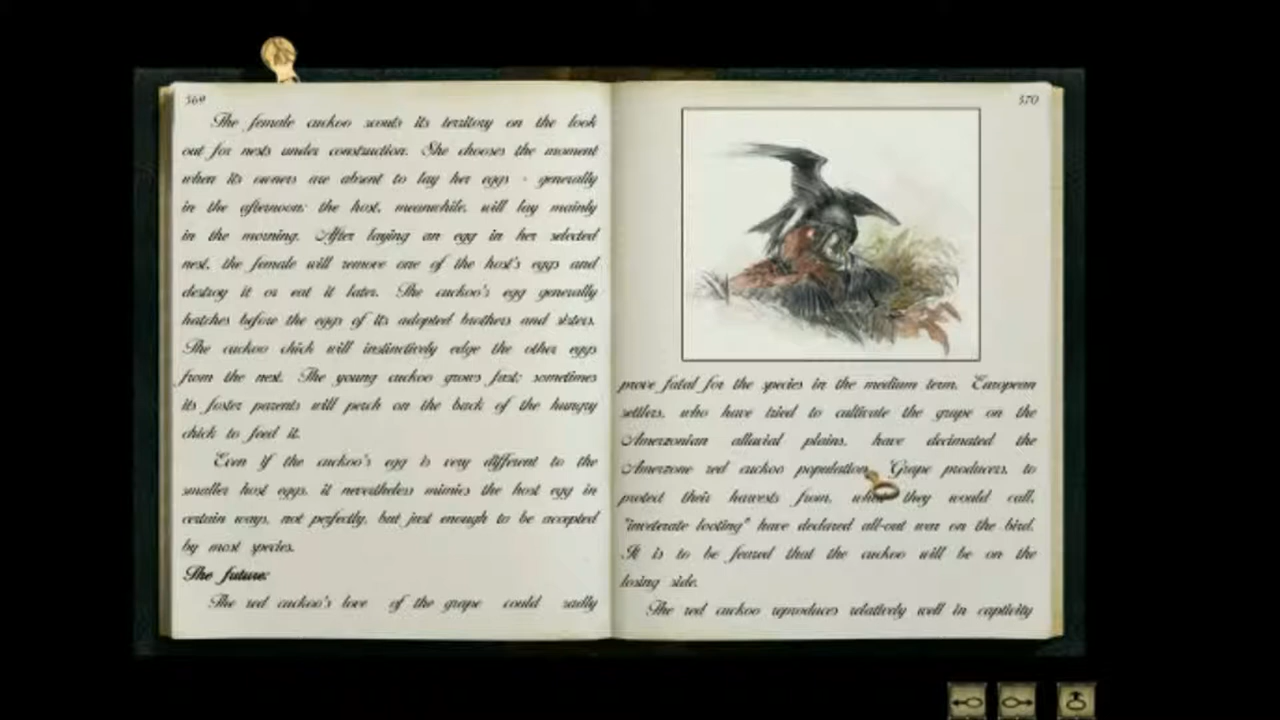 369
The female cuckoo scouts its territory on the look
out for nests under construction. She chooses the moment
when its owners are absent to lay her eggs - generally
in the afternoon; the host, meanwhile, will lay mainly
in the morning. After laying an egg in her selected
nest, the female will remove one of the host's eggs and
destroy it or eat it later. The cuckoo's egg generally
hatches before the eggs of its adopted brothers and sisters.
The cuckoo chick will instinctively edge the other eggs
from the nest. The young cuckoo grows fast; sometimes
its foster parents will perch on the back of the hungry
chick to feed it.
Even if the cuckoo's egg is very different to the
smaller host eggs, it nevertheless mimics the host egg in
certain ways, not perfectly, but just enough to be accepted
by most species.
The future:
The red cuckoo's love of the grape could sadly
370
prove fatal for the species in the medium term. European
settlers, who have tried to cultivate the grape on the
Amerzonian alluvial plains, have decimated the
Amerzone red cuckoo population. Grape producers, to
protect their harvests from, what they would call,
"inveterate looting" have declared all-out war on the bird.
It is to be feared that the cuckoo will be on the
losing side.
The red cuckoo reproduces relatively well in captivity